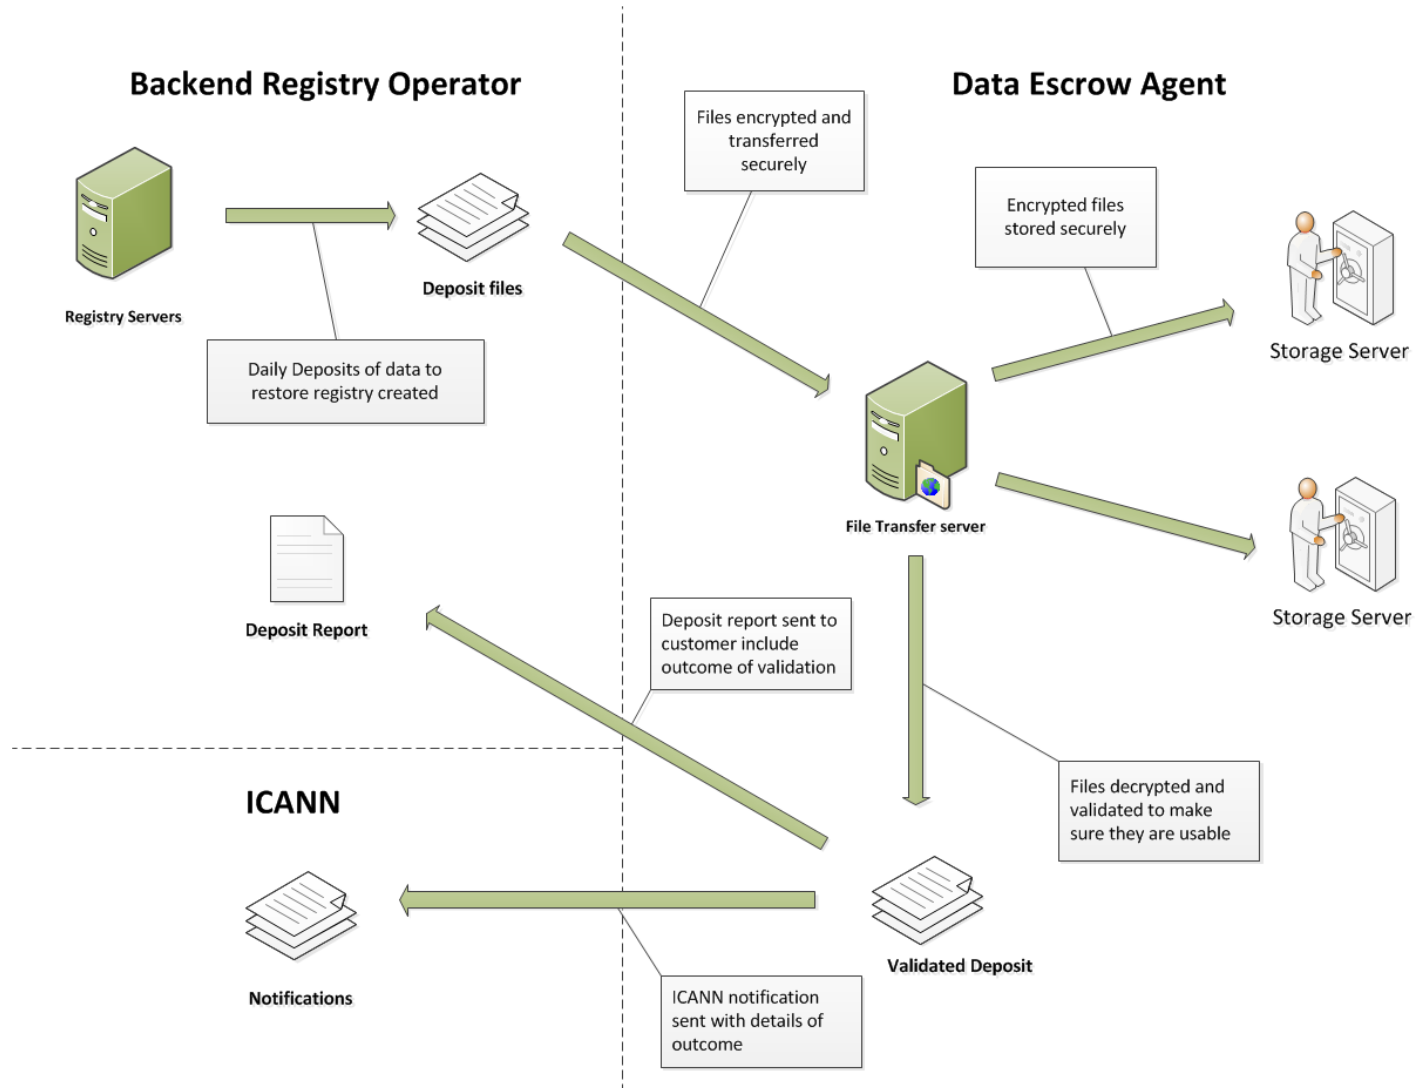 Backend Registry Operator
Data Escrow Agent
Files encrypted and
transferred
securely
Encrypted files
stored securely
Deposit files
Registry Servers
Storage Server
Daily Deposits of data to
restore registry created
File Transfer server
Storage Server
Deposit Report
Deposit report sent to
customer include
outcome of validation
ICANN
Files decrypted and
validated to make
sure they are usable
Validated Deposit
Notifications
ICANN notification
sent with details of
outcome